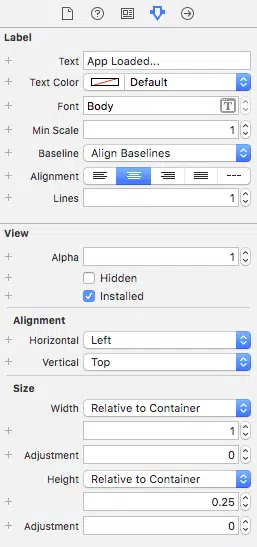 Label
+ Text App Loaded...
+ Text Color Default
+ Font Body T
+ Min Scale 1
Baseline Align Baselines
+ Alignment
+ Lines 1
View
+ Alpha 1
+ Hidden
+ Installed
Alignment
+ Horizontal Left
+ Vertical Top
Size
Width Relative to Container
+ 1
+ Adjustment 0
Height Relative to Container
+ 0.25
+ Adjustment 0